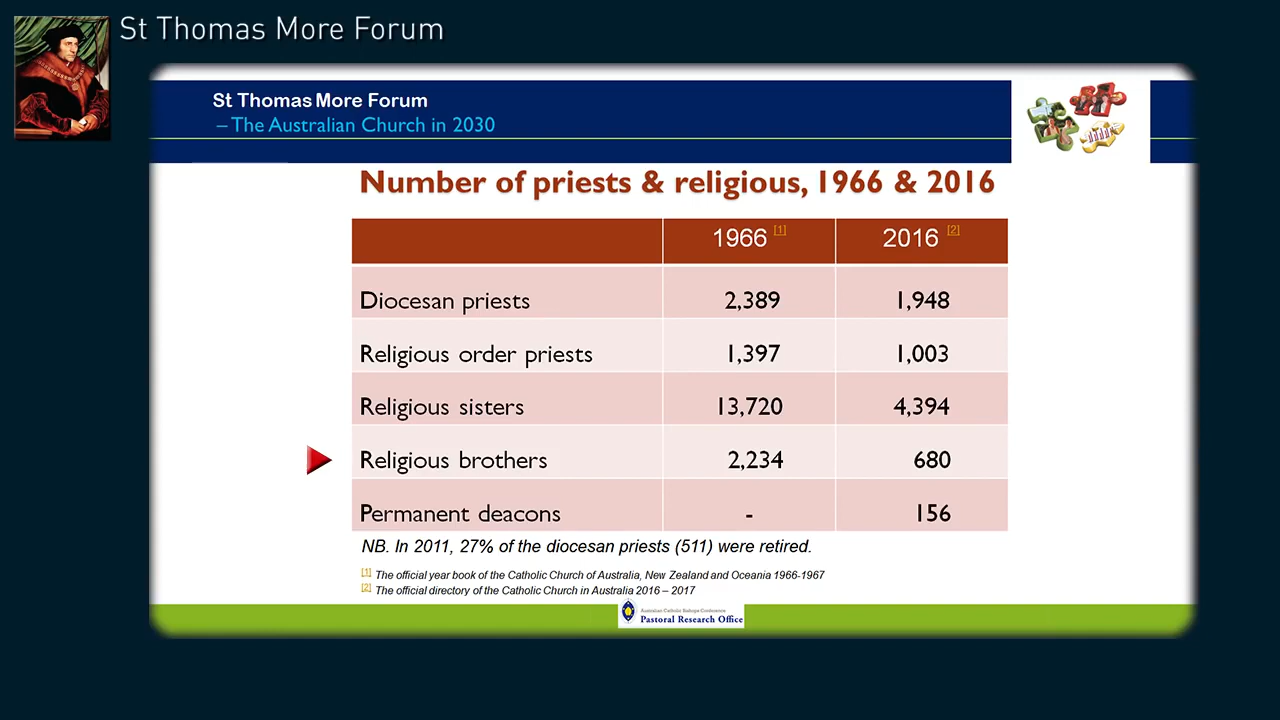 St Thomas More Forum
St Thomas More Forum
– The Australian Church in 2030
Number of priests & religious, 1966 & 2016
1966 [1] 2016 [2]
Diocesan priests 2,389 1,948
Religious order priests 1,397 1,003
Religious sisters 13,720 4,394
Religious brothers 2,234 680
Permanent deacons - 156
NB. In 2011, 27% of the diocesan priests (511) were retired.
[1] The official year book of the Catholic Church of Australia, New Zealand and Oceania 1966-1967
[2] The official directory of the Catholic Church in Australia 2016 – 2017
Australian Catholic Bishops Conference
Pastoral Research Office